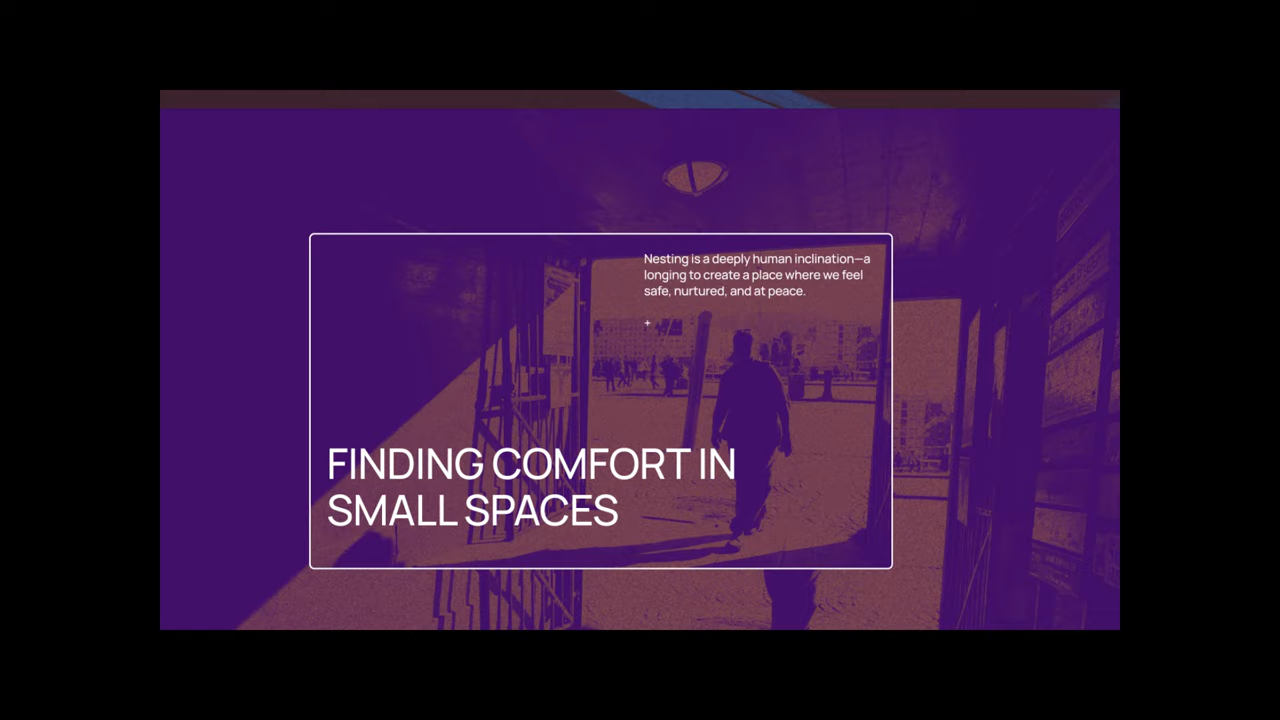 Nesting is a deeply human inclination—a
longing to create a place where we feel
safe, nurtured, and at peace.
+
FINDING COMFORT IN
SMALL SPACES